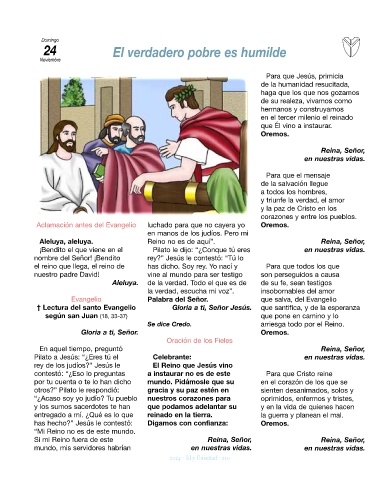 Domingo
24
Noviembre
El verdadero pobre es humilde
Aclamación antes del Evangelio
Aleluya, aleluya.
¡Bendito el que viene en el
nombre del Señor! ¡Bendito
el reino que llega, el reino de
nuestro padre David!
Aleluya.
Evangelio
† Lectura del santo Evangelio
según san Juan (18, 33-37)
Gloria a ti, Señor.
En aquel tiempo, preguntó
Pilato a Jesús: "¿Eres tú el
rey de los judíos?" Jesús le
contestó: "¿Eso lo preguntas
por tu cuenta o te lo han dicho
otros?" Pilato le respondió:
"¿Acaso soy yo judío? Tu pueblo
y los sumos sacerdotes te han
entregado a mí. ¿Qué es lo que
has hecho?" Jesús le contestó:
"Mi Reino no es de este mundo.
Si mi Reino fuera de este
mundo, mis servidores habrían
luchado para que no cayera yo
en manos de los judíos. Pero mi
Reino no es de aquí".
Pilato le dijo: "¿Conque tú eres
rey?" Jesús le contestó: "Tú lo
has dicho. Soy rey. Yo nací y
vine al mundo para ser testigo
de la verdad. Todo el que es de
la verdad, escucha mi voz".
Palabra del Señor.
Gloria a ti, Señor Jesús.
Se dice Credo.
Oración de los Fieles
Celebrante:
El Reino que Jesús vino
a instaurar no es de este
mundo. Pidámosle que su
gracia y su paz estén en
nuestros corazones para
que podamos adelantar su
reinado en la tierra.
Digamos con confianza:
Reina, Señor,
en nuestras vidas.
Para que Jesús, primicia
de la humanidad resucitada,
haga que los que nos gozamos
de su realeza, vivamos como
hermanos y construyamos
en el tercer milenio el reinado
que Él vino a instaurar.
Oremos.
Reina, Señor,
en nuestras vidas.
Para que el mensaje
de la salvación llegue
a todos los hombres,
y triunfe la verdad, el amor
y la paz de Cristo en los
corazones y entre los pueblos.
Oremos.
Reina, Señor,
en nuestras vidas.
Para que todos los que
son perseguidos a causa
de su fe, sean testigos
insobornables del amor
que salva, del Evangelio
que santifica, y de la esperanza
que pone en camino y lo
arriesga todo por el Reino.
Oremos.
Reina, Señor,
en nuestras vidas.
Para que Cristo reine
en el corazón de los que se
sienten desanimados, solos y
oprimidos, enfermos y tristes,
y en la vida de quienes hacen
la guerra y planean el mal.
Oremos.
Reina, Señor,
en nuestras vidas.